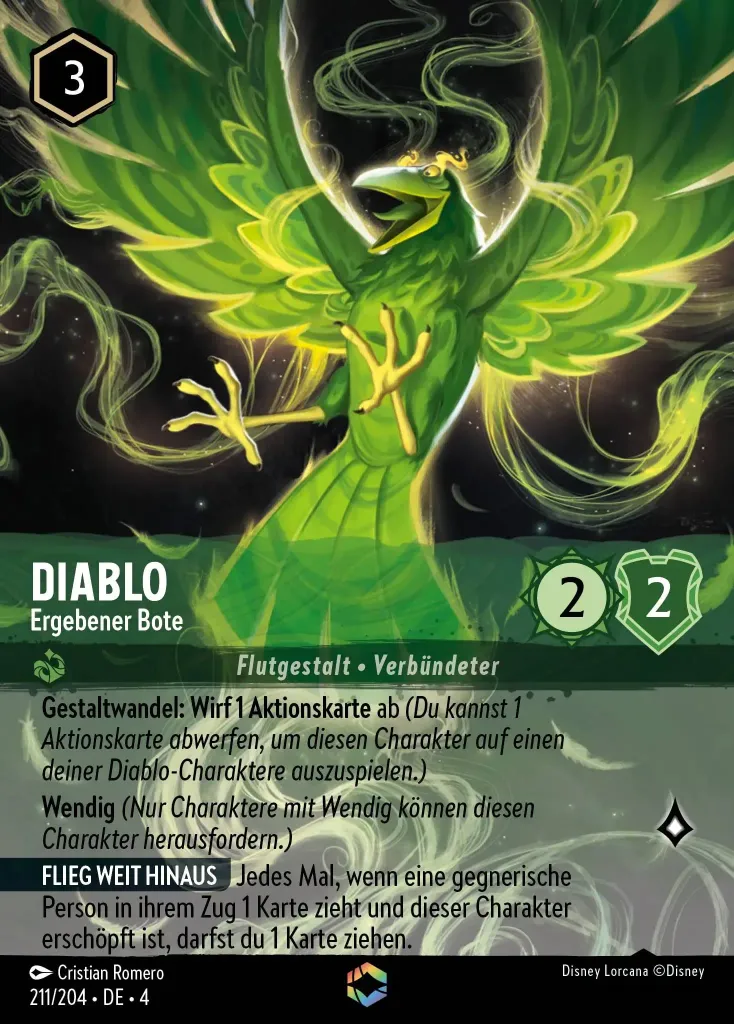 3
DIABLO
Ergebener Bote
2
2
Flutgestalt • Verbündeter
Gestaltwandel: Wirf 1 Aktionskarte ab (Du kannst 1
Aktionskarte abwerfen, um diesen Charakter auf einen
deiner Diablo-Charaktere auszuspielen.)
Wendig (Nur Charaktere mit Wendig können diesen
Charakter herausfordern.)
FLIEG WEIT HINAUS Jedes Mal, wenn eine gegnerische
Person in ihrem Zug 1 Karte zieht und dieser Charakter
erschöpft ist, darfst du 1 Karte ziehen.
Cristian Romero
Disney Lorcana ©Disney
211/204 • DE • 4